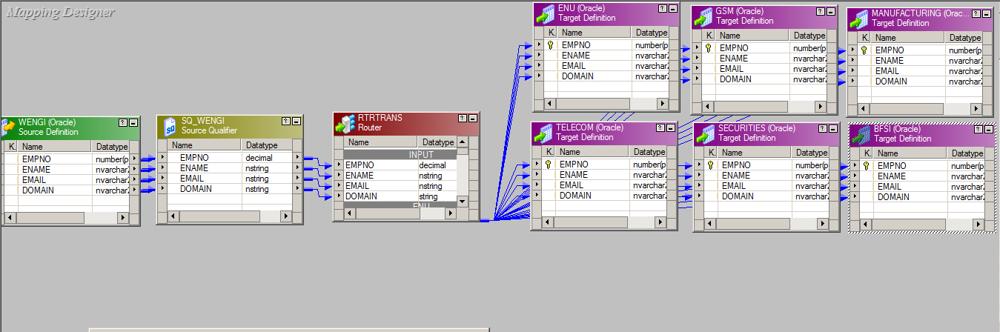 Mapping Designer
WENGI (Oracle)
Source Definition
K. Name Datatype
EMPNO number(p
ENAME nvarchar2
EMAIL nvarchar2
DOMAIN nvarchar2
SQ_WENGI
Source Qualifier
SQ
Name Datatype
EMPNO decimal
ENAME nstring
EMAIL nstring
DOMAIN nstring
RTRTRANS
Router
Name Datatype
INPUT
EMPNO decimal
ENAME nstring
EMAIL nstring
DOMAIN string
ENU
ENU (Oracle)
Target Definition
K. Name Datatype
EMPNO number(p
ENAME nvarchar2
EMAIL nvarchar2
DOMAIN nvarchar2
GSM (Oracle)
Target Definition
K. Name Datatype
EMPNO number(p
ENAME nvarchar2
EMAIL nvarchar2
DOMAIN nvarchar2
MANUFACTURING (Orac...
Target Definition
K. Name Datatype
EMPNO number(p
ENAME nvarchar2
EMAIL nvarchar2
DOMAIN nvarchar2
TELECOM (Oracle)
Target Definition
K. Name Datatype
EMPNO number(p
ENAME nvarchar2
EMAIL nvarchar2
DOMAIN nvarchar2
SECURITIES (Oracle)
Target Definition
K. Name Datatype
EMPNO number(p
ENAME nvarchar2
EMAIL nvarchar2
DOMAIN nvarchar2
BFSI (Oracle)
Target Definition
K. Name Datatype
EMPNO number(p
ENAME nvarchar2
EMAIL nvarchar2
DOMAIN nvarchar2